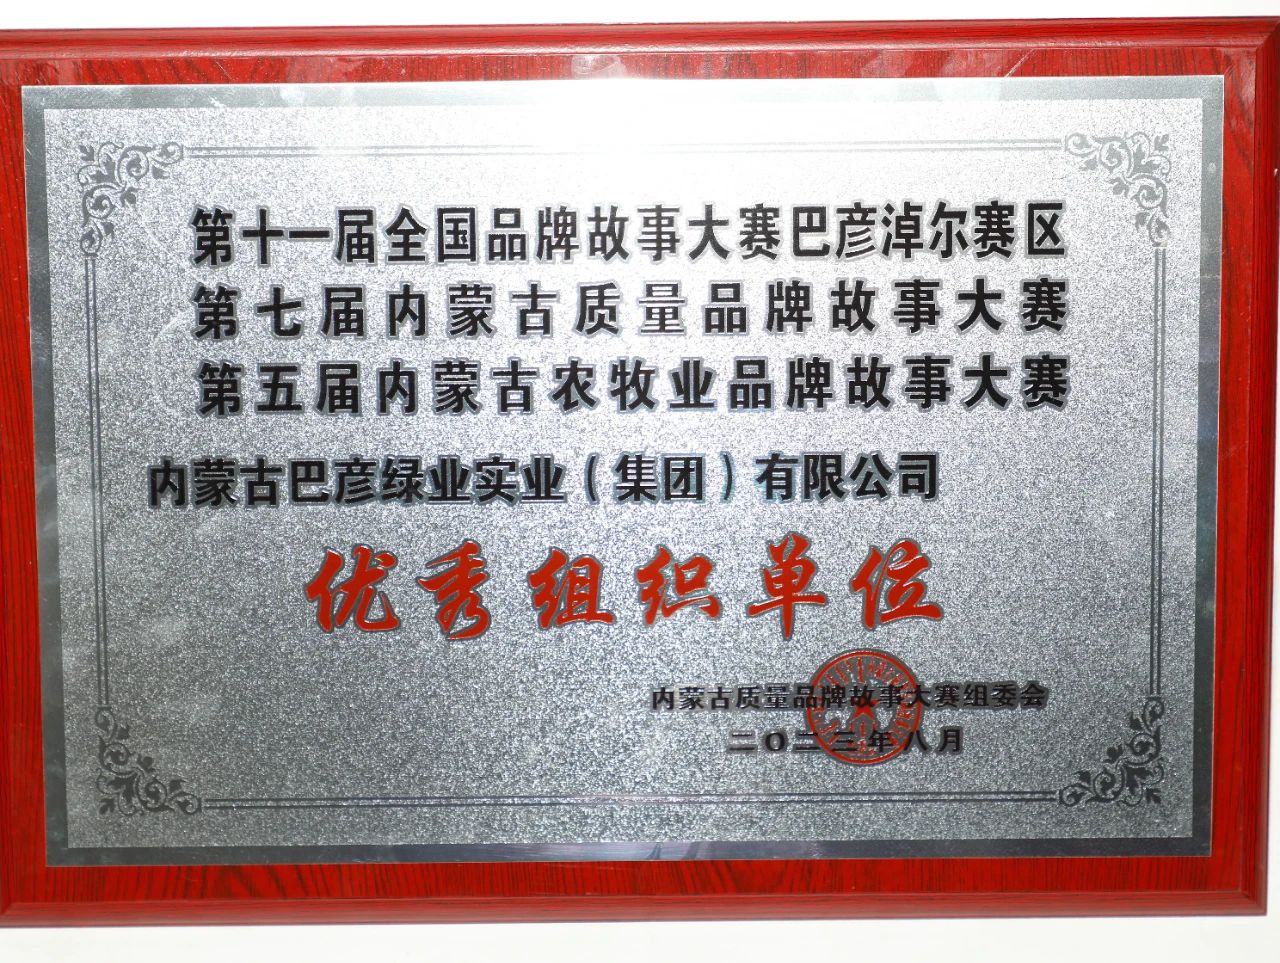 第十一届全国品牌故事大赛巴彦淖尔赛区
第七届内蒙古质量品牌故事大赛
第五届内蒙古农牧业品牌故事大赛
内蒙古巴彦绿业实业（集团）有限公司
优秀组织单位
内蒙古质量品牌故事大赛组委会
二〇二三年八月